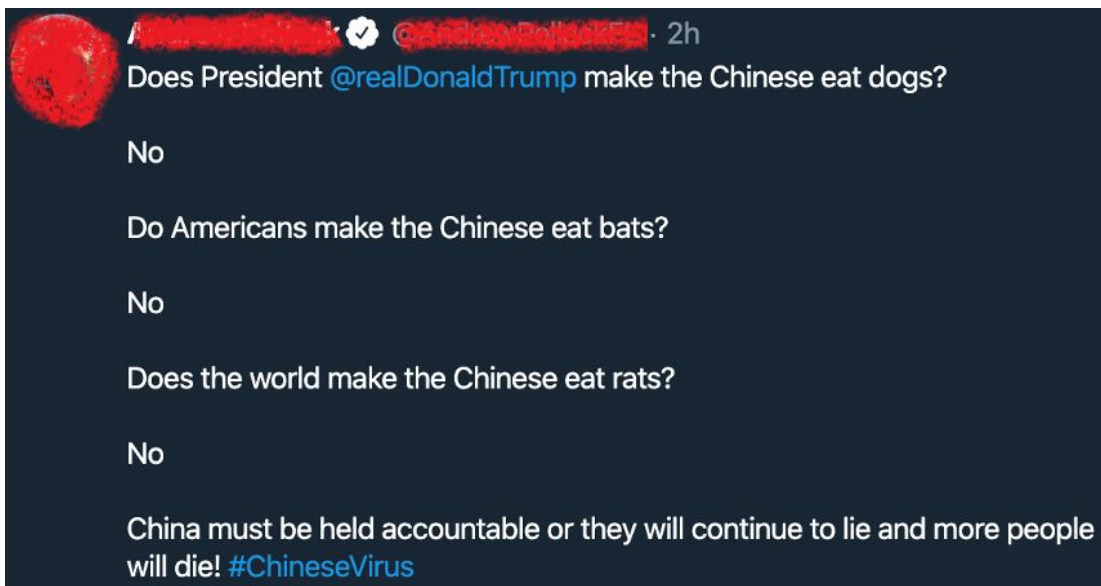 2h
Does President @realDonaldTrump make the Chinese eat dogs?
No
Do Americans make the Chinese eat bats?
No
Does the world make the Chinese eat rats?
No
China must be held accountable or they will continue to lie and more people
will die! #ChineseVirus